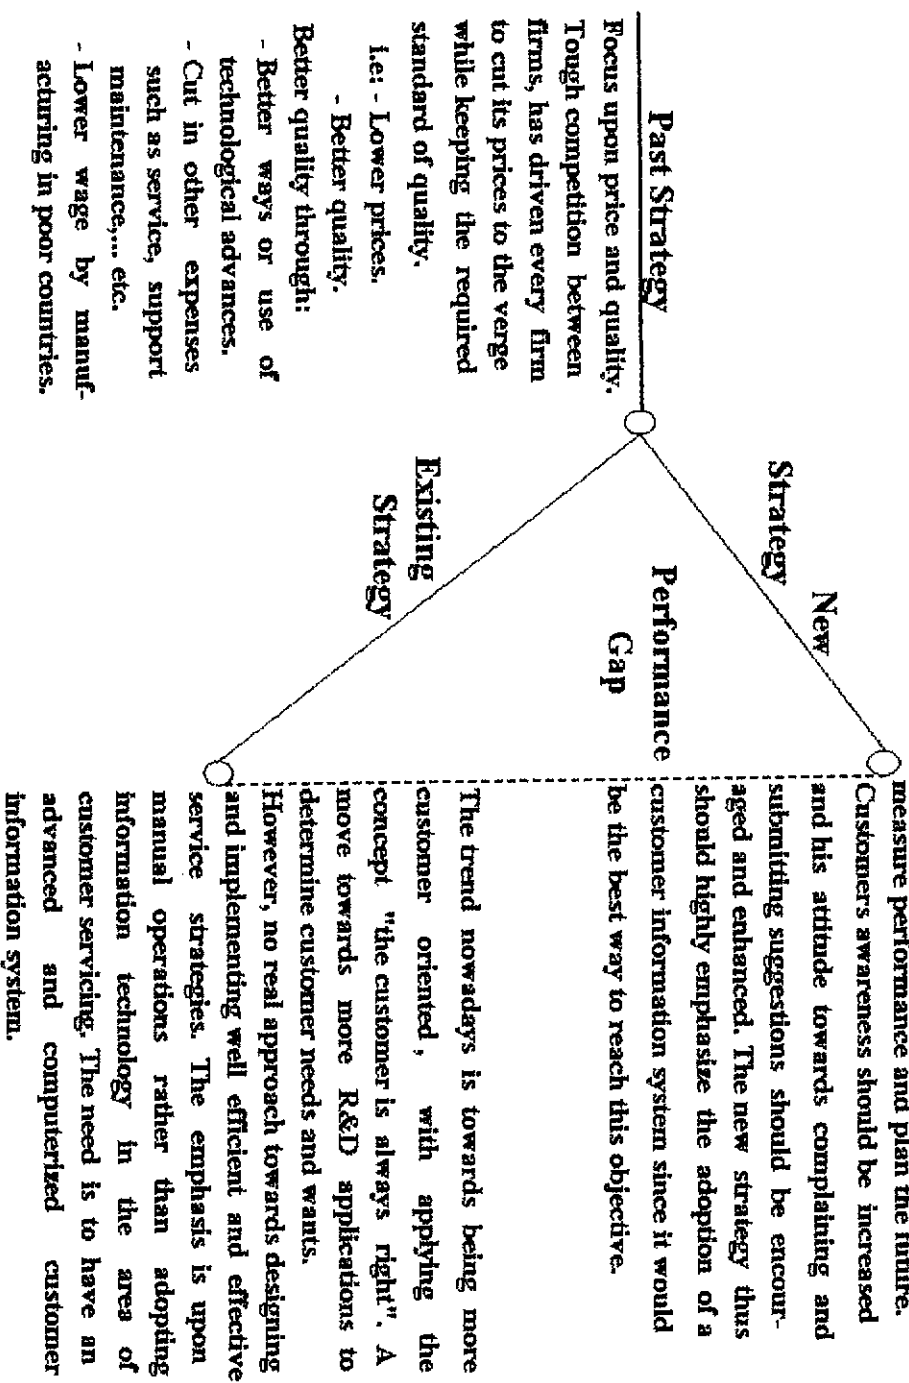 Past Strategy
Focus upon price and quality.
Tough competition between
firms, has driven every firm
to cut its prices to the verge
while keeping the required
standard of quality.
i.e: - Lower prices.
- Better quality.
Better quality through:
- Better ways or use of
technological advances.
- Cut in other expenses
such as service, support
maintenance,... etc.
- Lower wage by manuf-
acturing in poor countries.
New
Strategy
Performance
Gap
Existing
Strategy
measure performance and plan the future.
Customers awareness should be increased
and his attitude towards complaining and
submitting suggestions should be encour-
aged and enhanced. The new strategy thus
should highly emphasize the adoption of a
customer information system since it would
be the best way to reach this objective.
The trend nowadays is towards being more
customer oriented , with applying the
concept "the customer is always right". A
move towards more R&D applications to
determine customer needs and wants.
However, no real approach towards designing
and implementing well efficient and effective
service strategies. The emphasis is upon
manual operations rather than adopting
information technology in the area of
customer servicing. The need is to have an
advanced and computerized customer
information system.